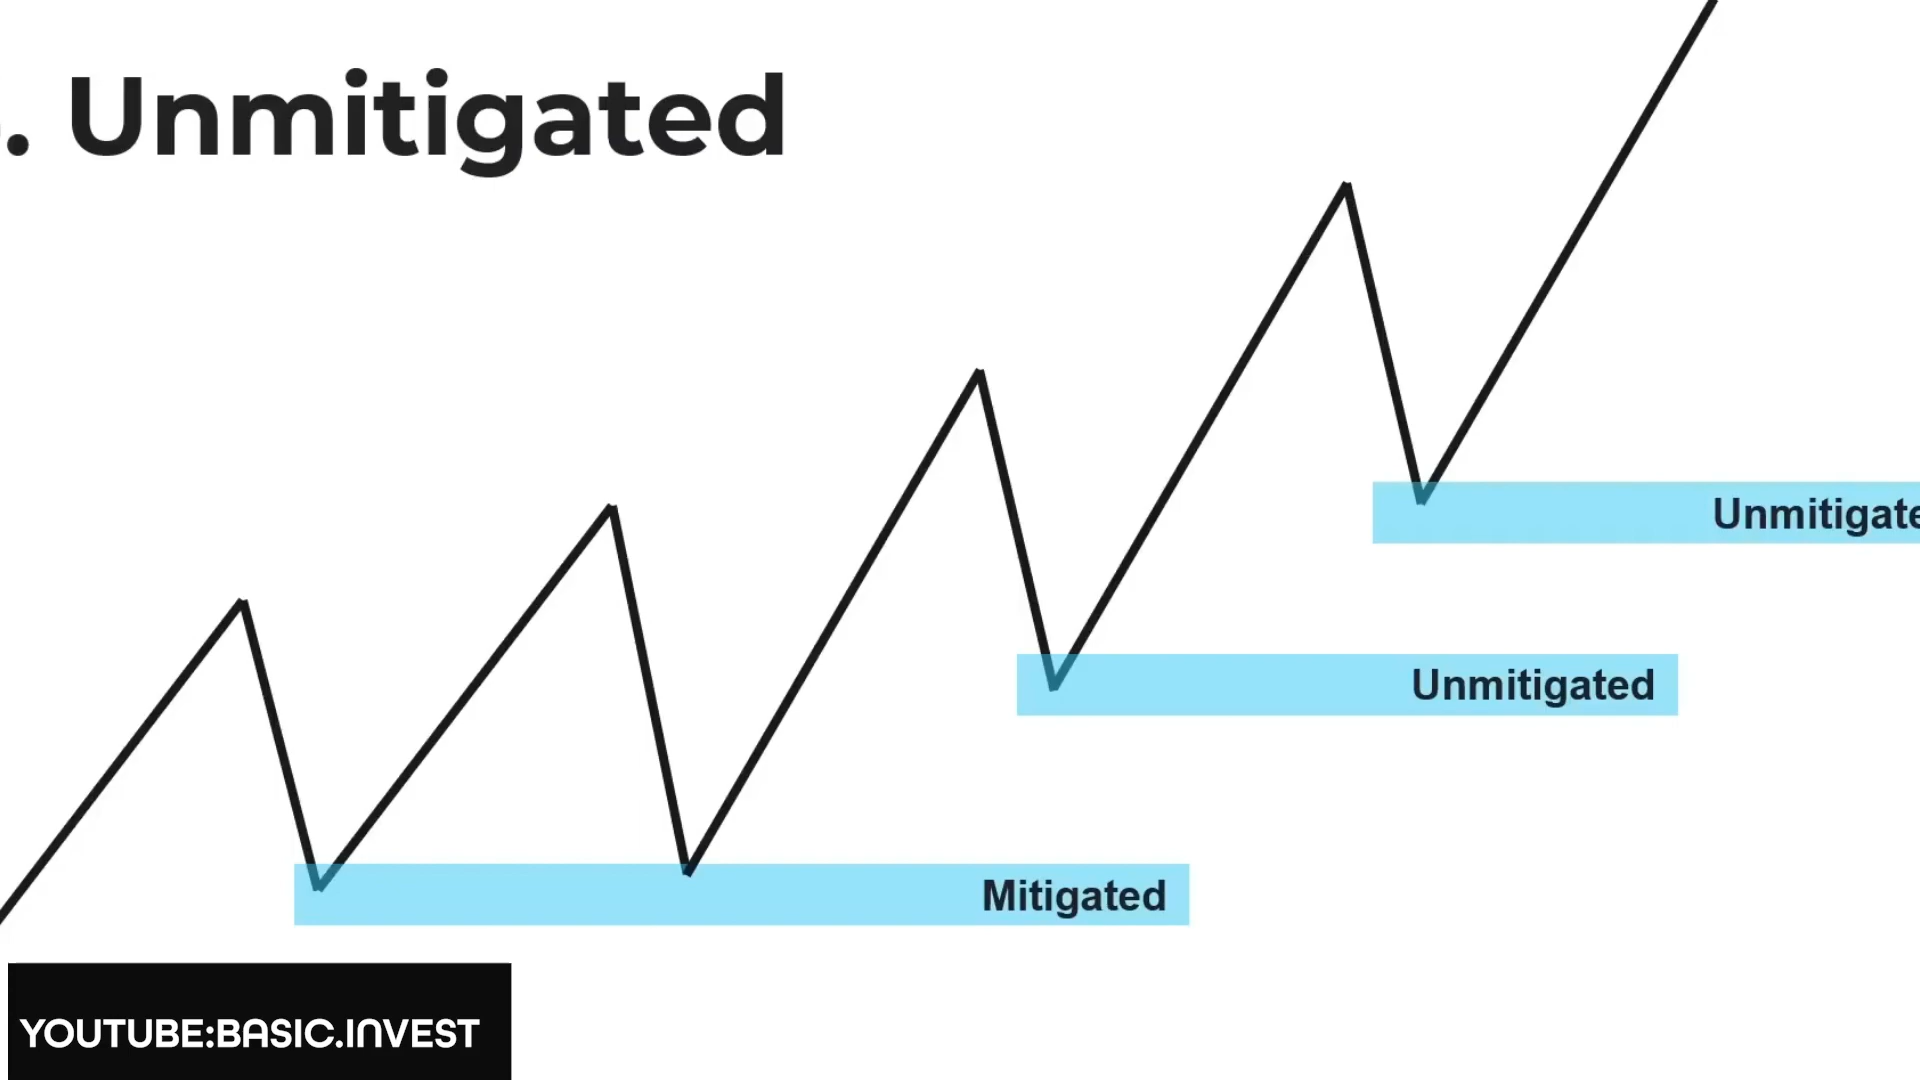 . Unmitigated
Unmitigate
Unmitigated
Mitigated
YOUTUBE:BASIC.INVEST